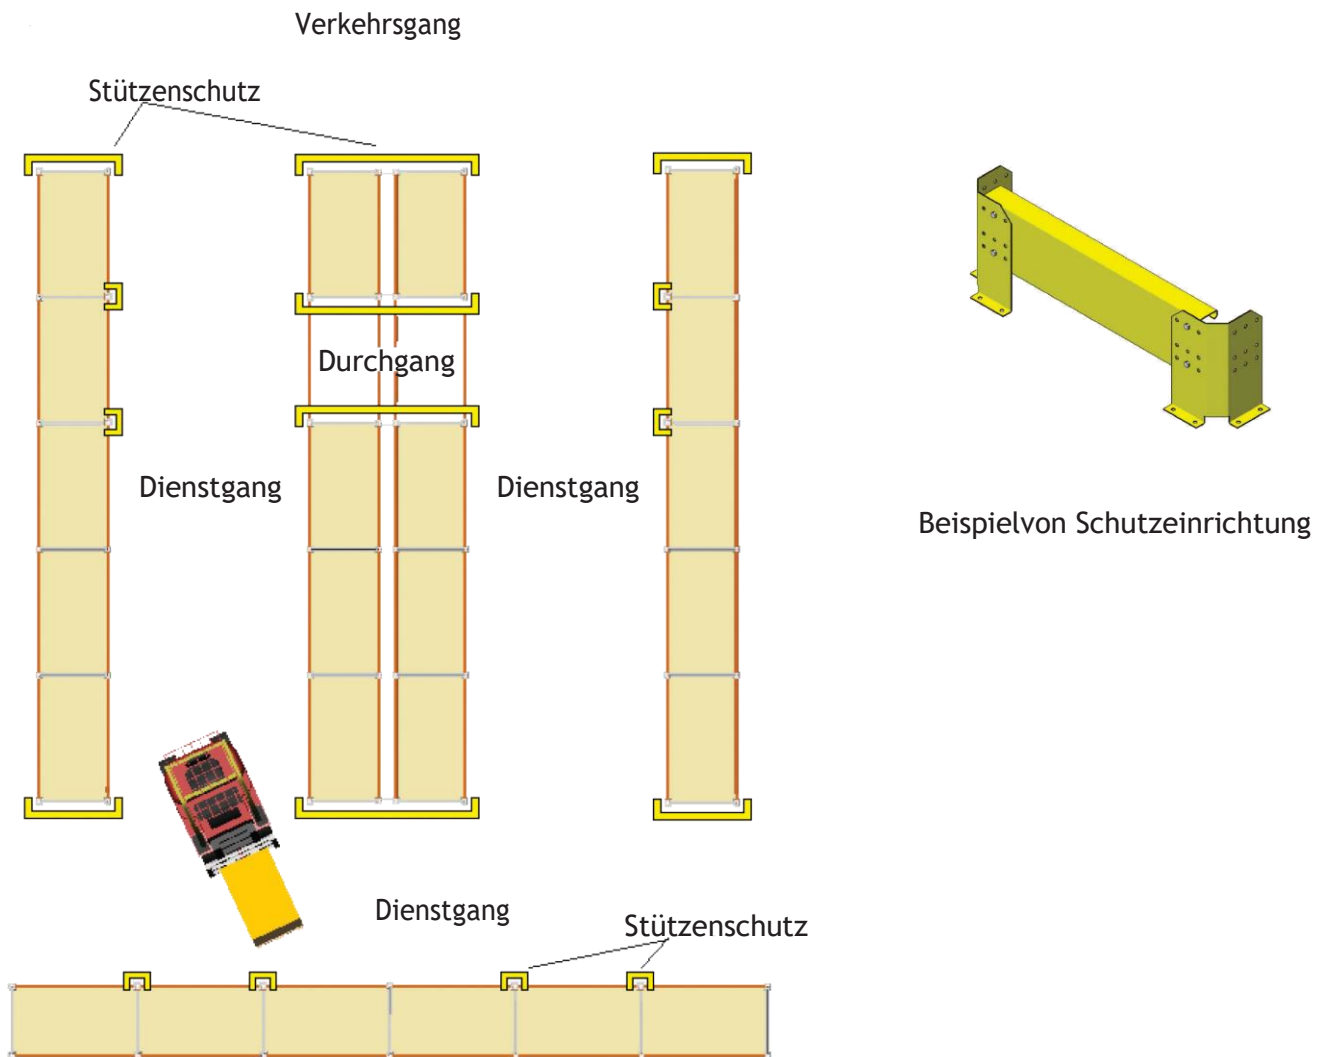 Verkehrsgang
Stützenschutz
Durchgang
Dienstgang
Dienstgang
Beispielvon Schutzeinrichtung
Dienstgang
Stützenschutz